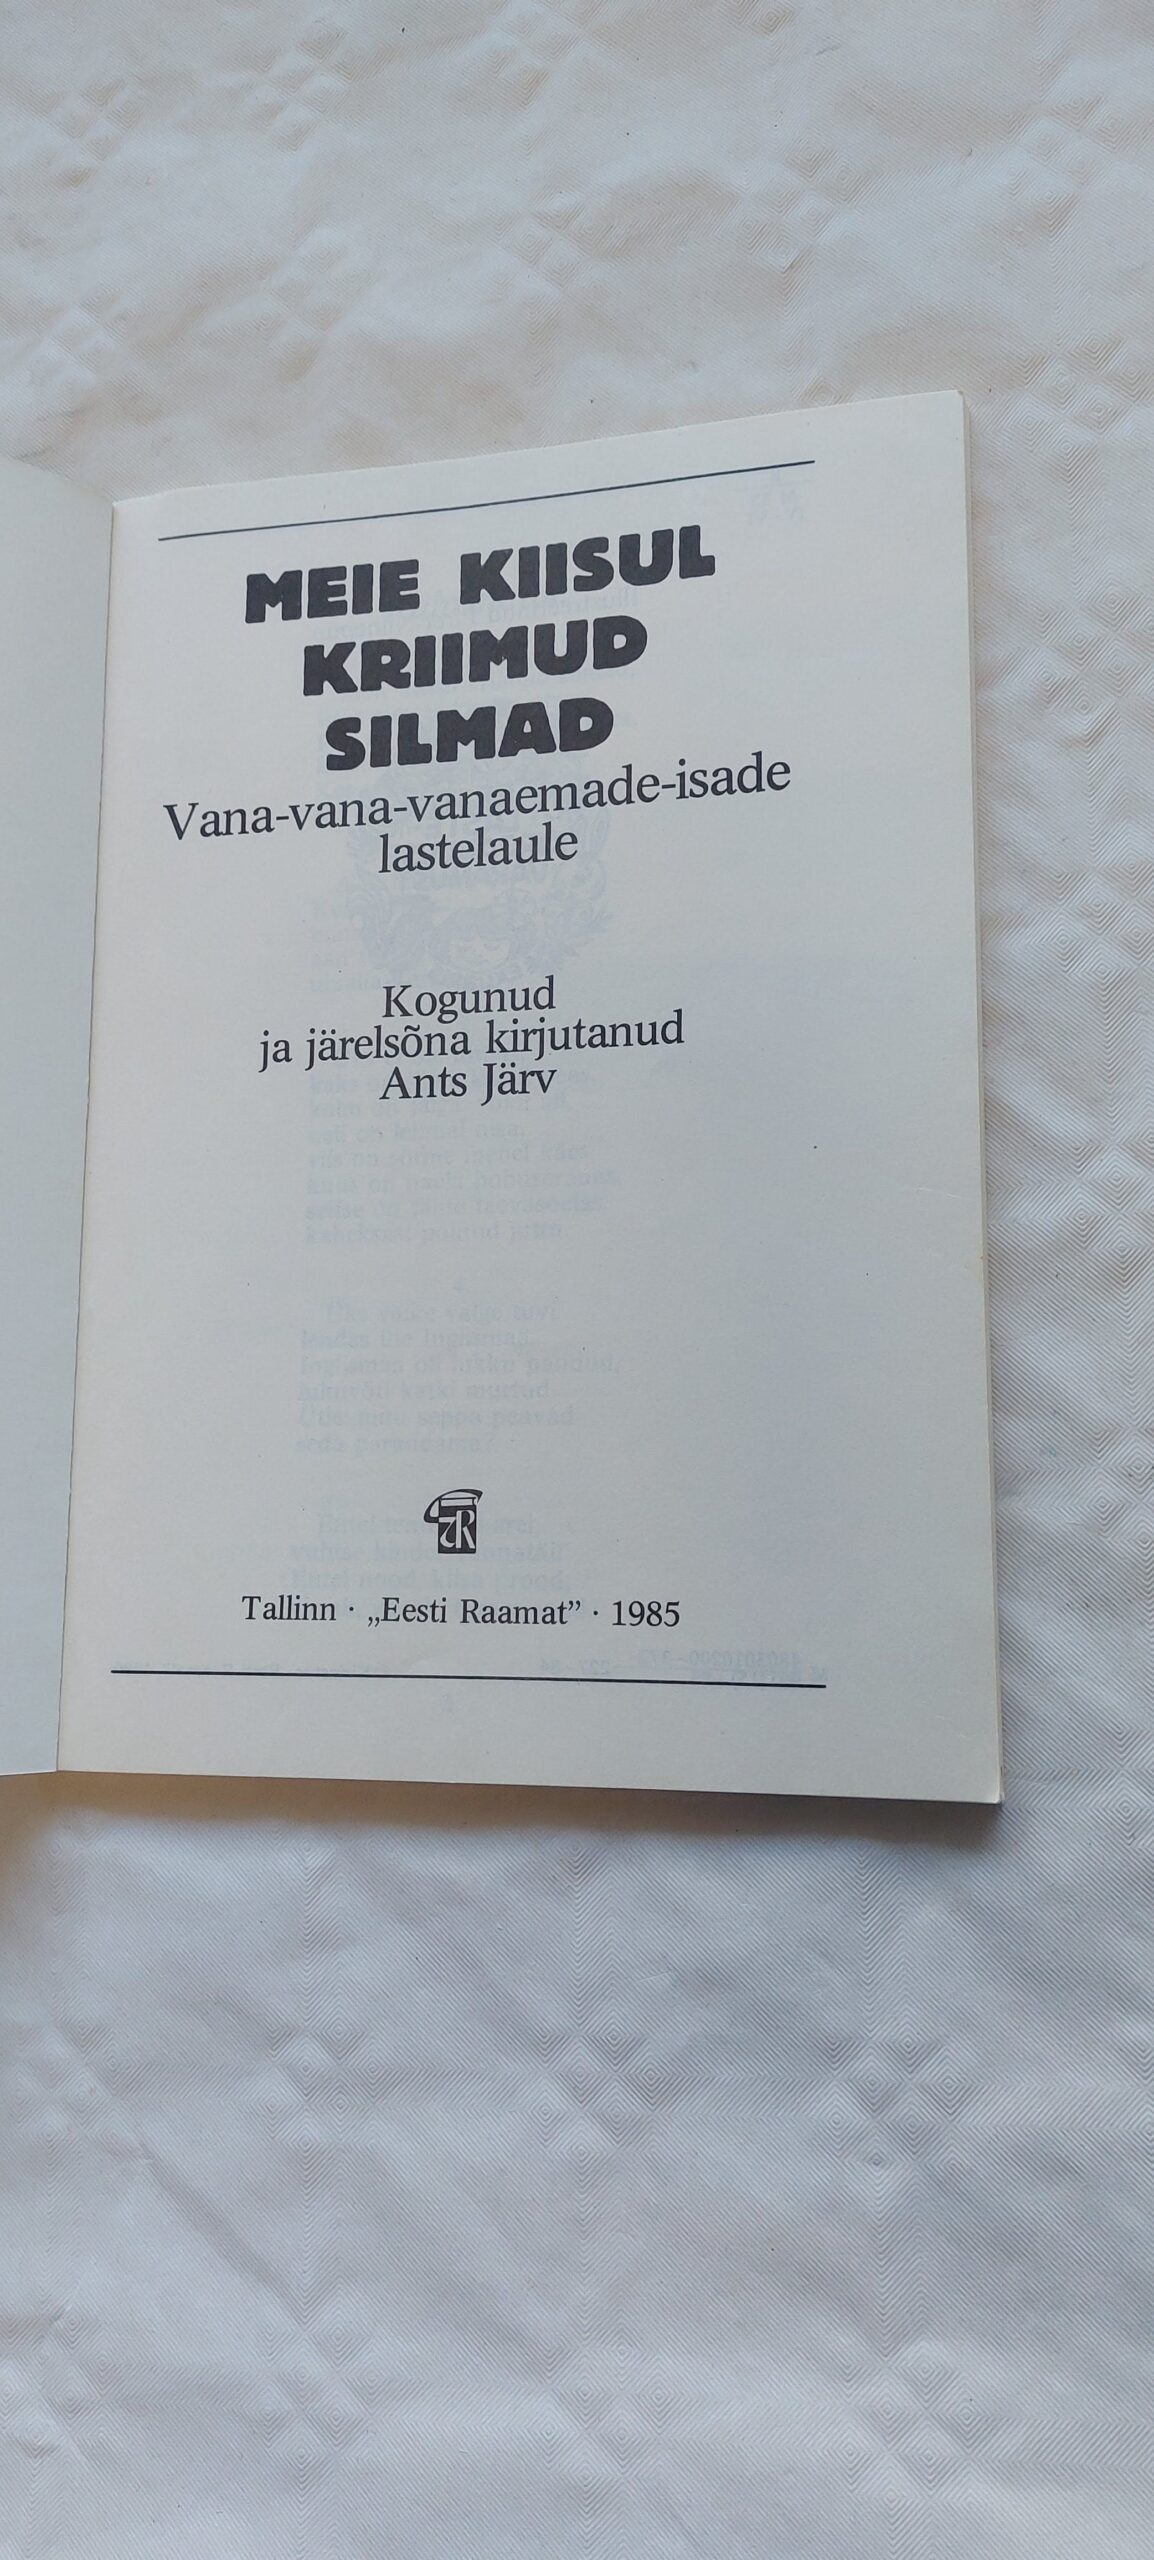 MEIE KIISUL
KRIIMUD
SILMAD
Vana-vana-vanaemade-isade
lastelaule
Kogunud
ja järelsõna kirjutanud
Ants Järv
Tallinn · „Eesti Raamat” · 1985